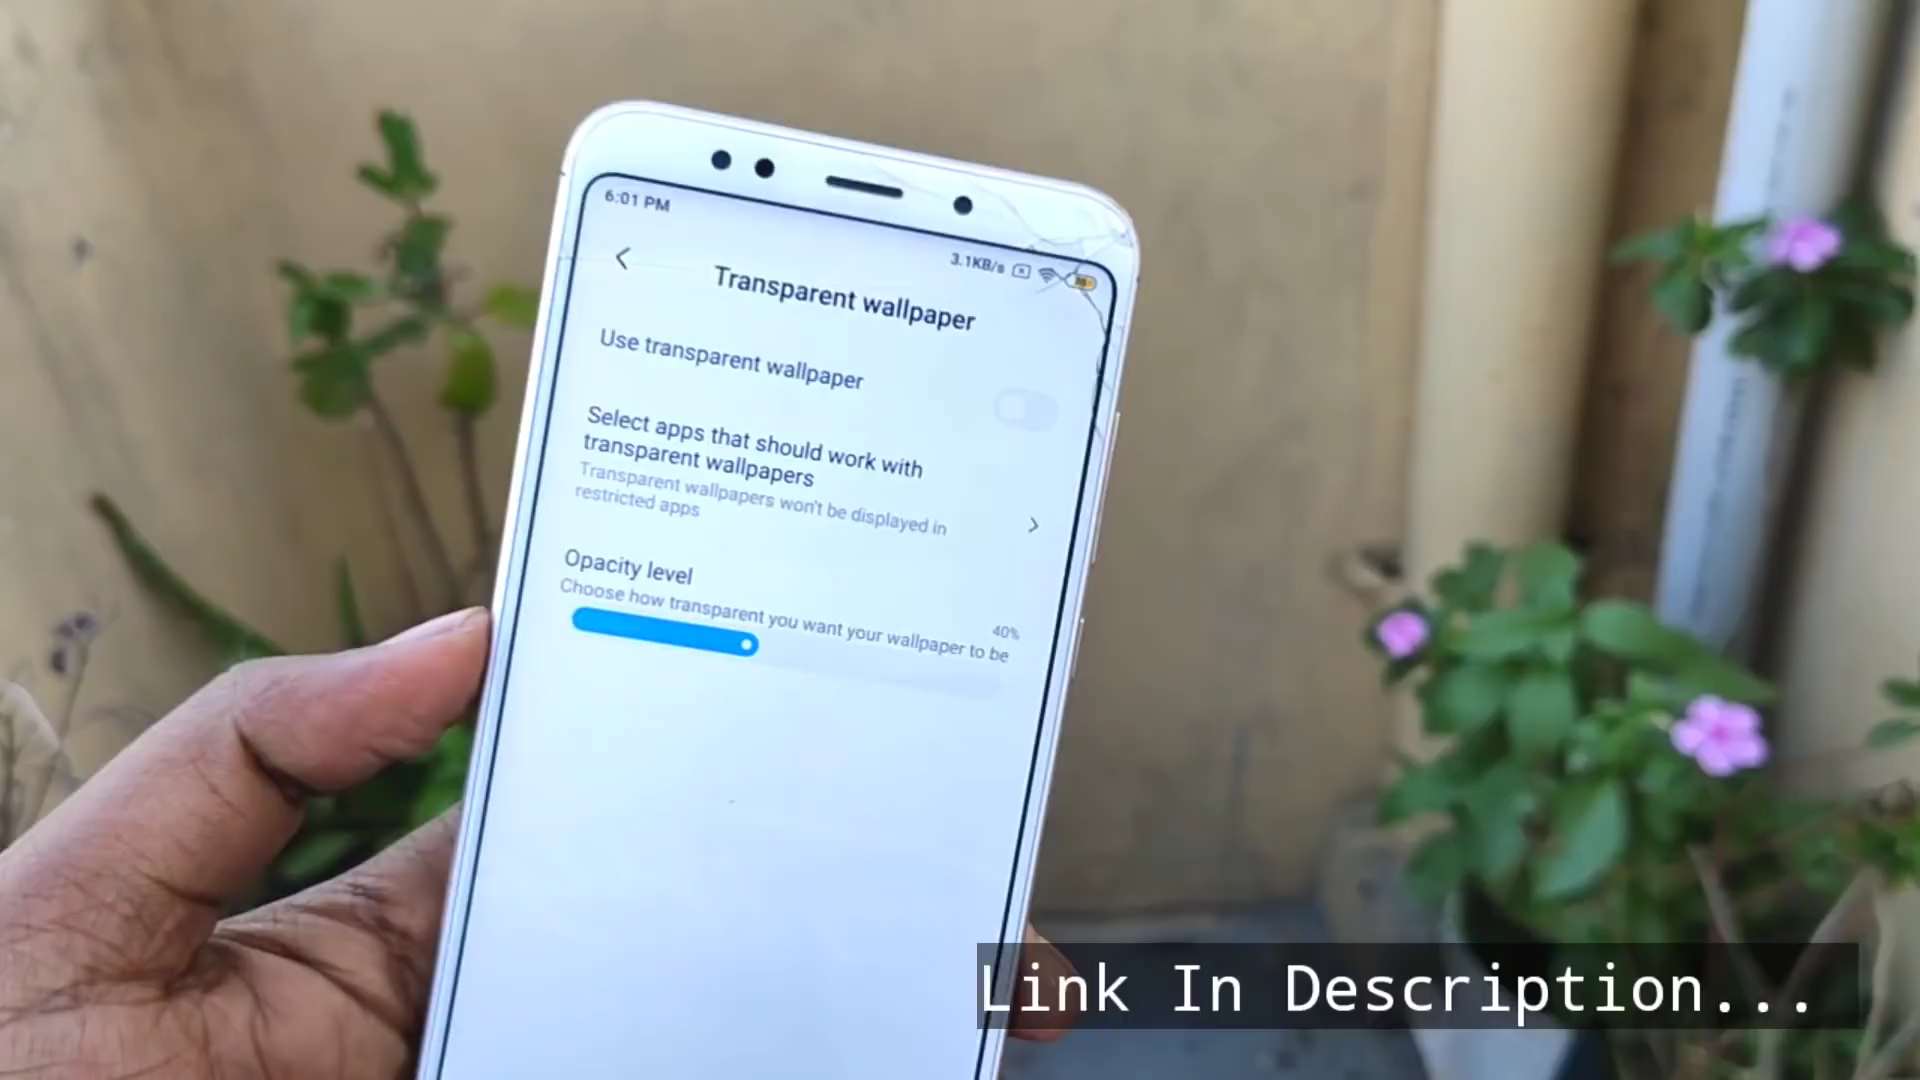 6:01 PM
3.1KB/s
Transparent wallpaper
Use transparent wallpaper
Select apps that should work with
transparent wallpapers
Transparent wallpapers won't be displayed in
restricted apps
Opacity level
Choose how transparent you want your wallpaper to be
40%
Link In Description...